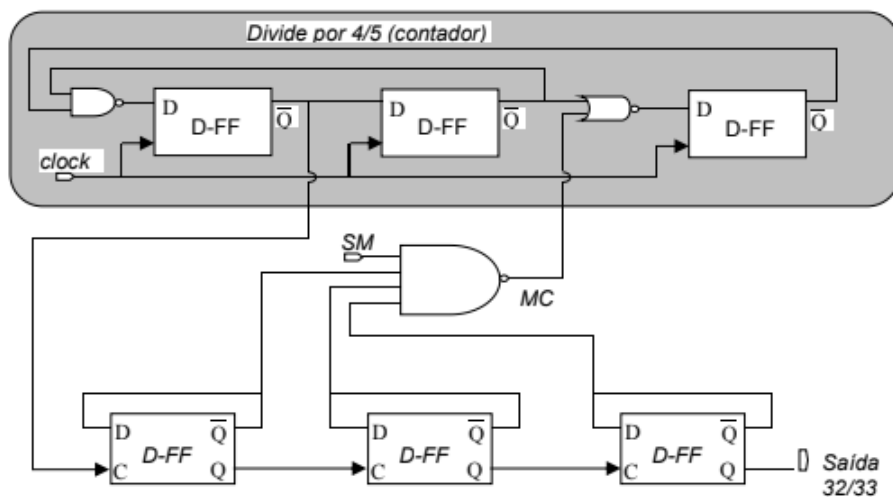 Divide por 4/5 (contador)
D
D-FF
Q̅
D
D-FF
Q̅
D
D-FF
Q̅
clock
SM
MC
D
Q̅
D-FF
C
Q
D
Q̅
D-FF
C
Q
D
Q̅
D-FF
C
Q
Saída
32/33